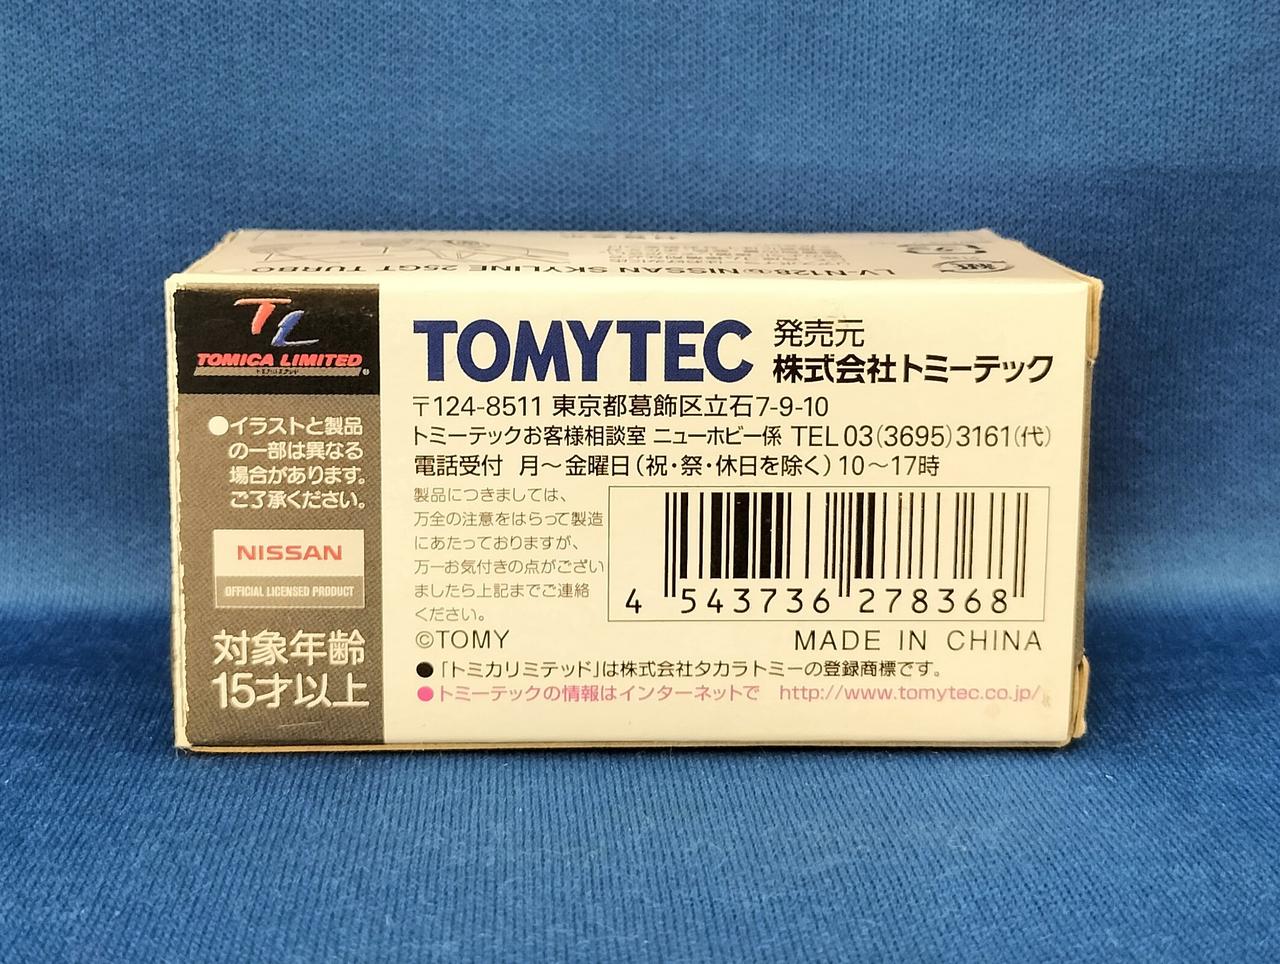 LV-N128b NISSAN SKYLINE 25GT TURBO
TL
TOMICA LIMITED
トミカリミテッド
●イラストと製品
の一部は異なる
場合があります。
ご了承ください。
NISSAN
OFFICIAL LICENSED PRODUCT
対象年齢
15才以上
TOMYTEC
発売元
株式会社トミーテック
〒124-8511 東京都葛飾区立石7-9-10
トミーテックお客様相談室 ニューホビー係 TEL 03(3695)3161(代)
電話受付 月〜金曜日(祝・祭・休日を除く)10〜17時
製品につきましては、
万全の注意をはらって製造
にあたっておりますが、
万一お気付きの点がござい
ましたら上記までご連絡
ください。
4 543736 278368
©TOMY MADE IN CHINA
●「トミカリミテッド」は株式会社タカラトミーの登録商標です。
●トミーテックの情報はインターネットで http://www.tomytec.co.jp/